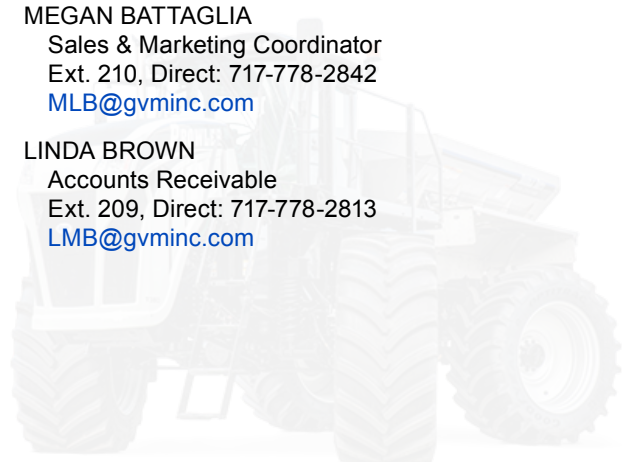 MEGAN BATTAGLIA
Sales & Marketing Coordinator
Ext. 210, Direct: 717-778-2842
MLB@gvminc.com
LINDA BROWN
Accounts Receivable
Ext. 209, Direct: 717-778-2813
LMB@gvminc.com